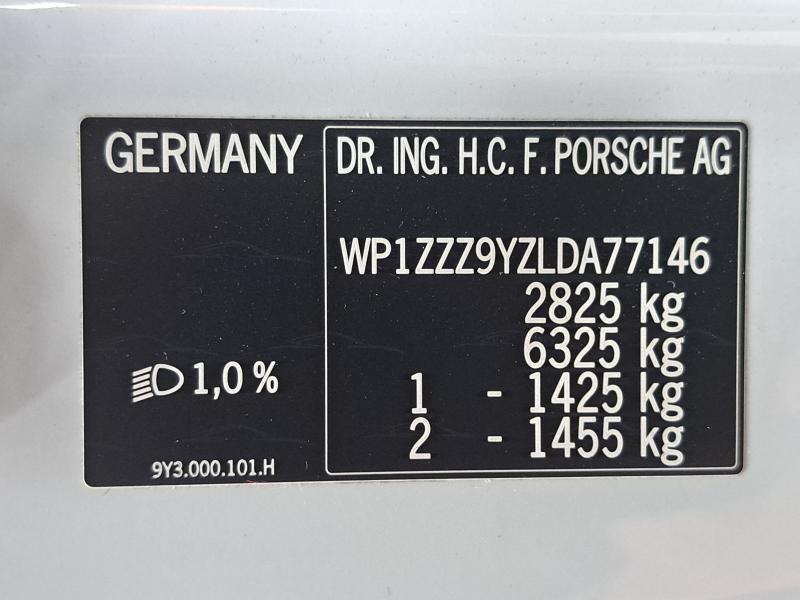 GERMANY
1,0 %
9Y3.000.101.H
DR. ING. H.C. F. PORSCHE AG
WP1ZZZ9YZLDA77146
2825 kg
6325 kg
1 - 1425 kg
2 - 1455 kg